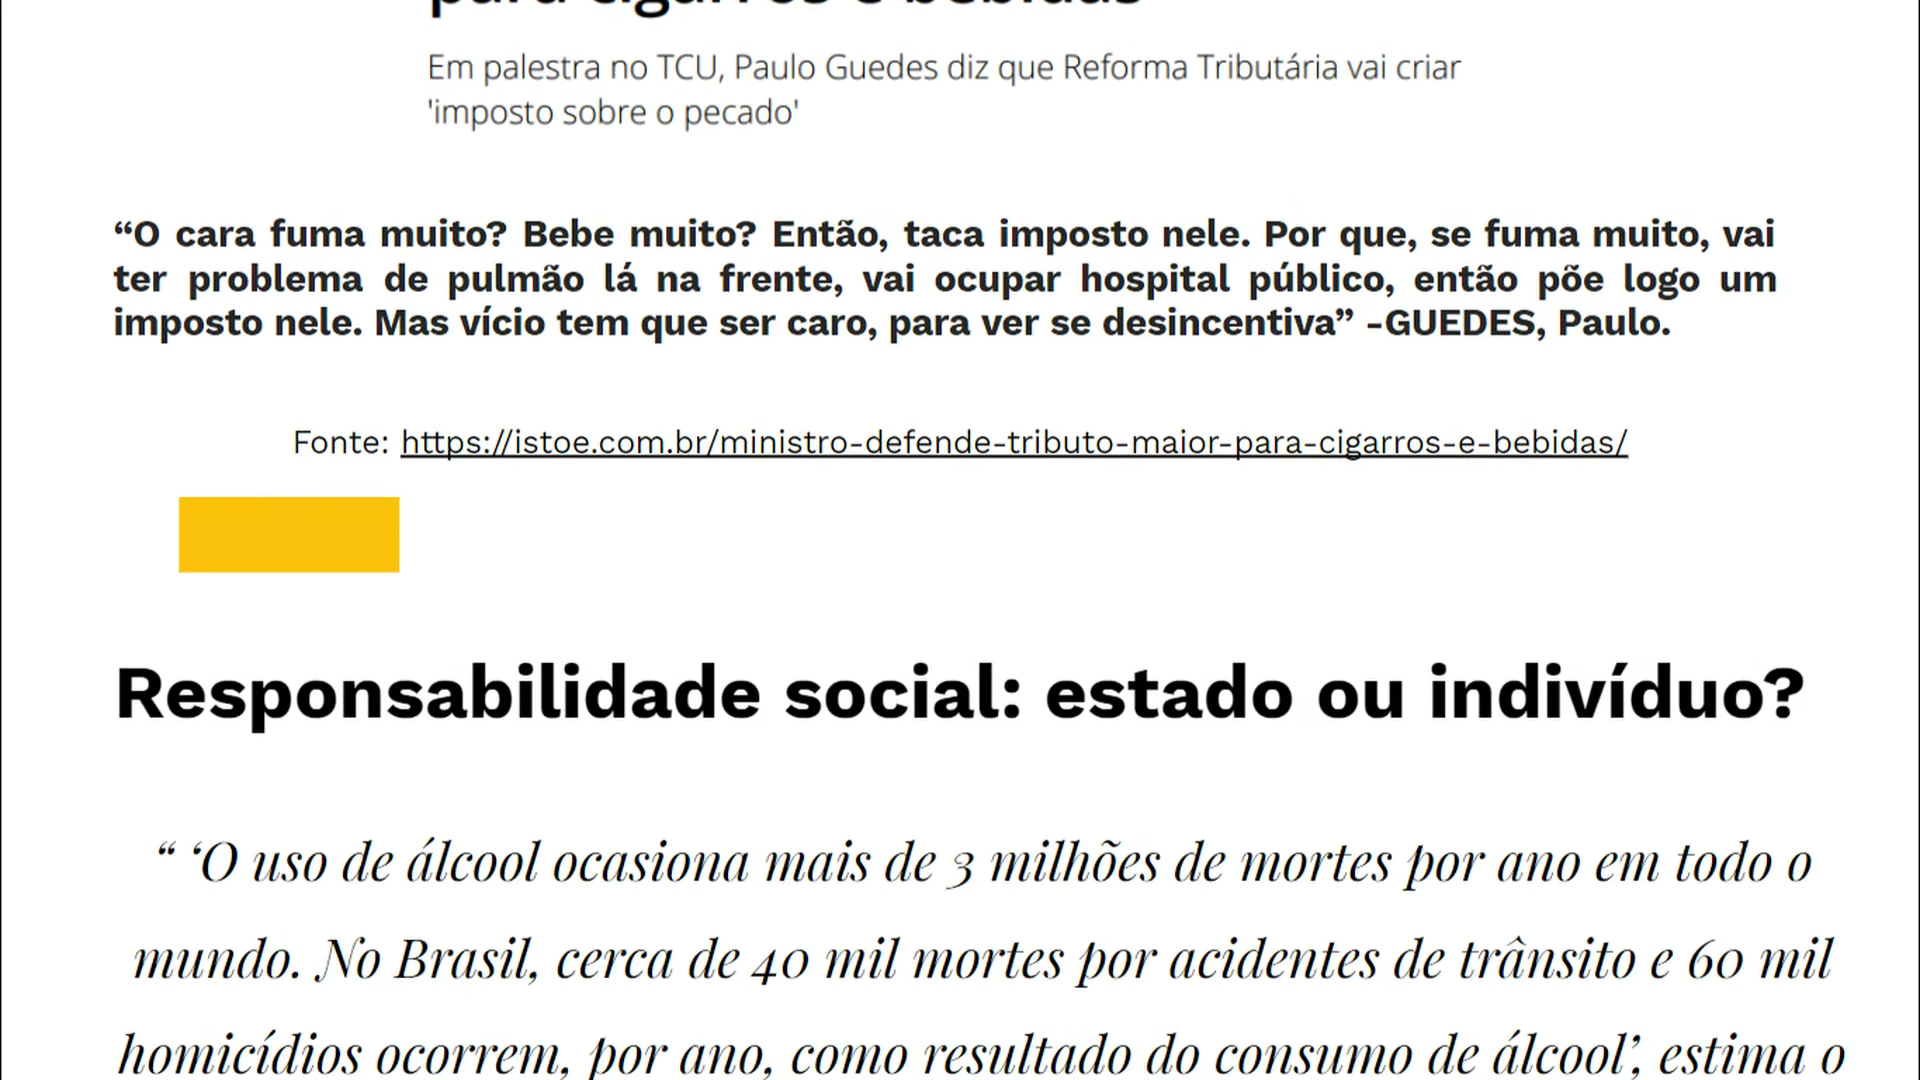 para cigarros e bebidas
Em palestra no TCU, Paulo Guedes diz que Reforma Tributária vai criar
'imposto sobre o pecado'
“O cara fuma muito? Bebe muito? Então, taca imposto nele. Por que, se fuma muito, vai
ter problema de pulmão lá na frente, vai ocupar hospital público, então põe logo um
imposto nele. Mas vício tem que ser caro, para ver se desincentiva” -GUEDES, Paulo.
Fonte: https://istoe.com.br/ministro-defende-tributo-maior-para-cigarros-e-bebidas/
Responsabilidade social: estado ou indivíduo?
“ ‘O uso de álcool ocasiona mais de 3 milhões de mortes por ano em todo o
mundo. No Brasil, cerca de 40 mil mortes por acidentes de trânsito e 60 mil
homicídios ocorrem, por ano, como resultado do consumo de álcool’, estima o